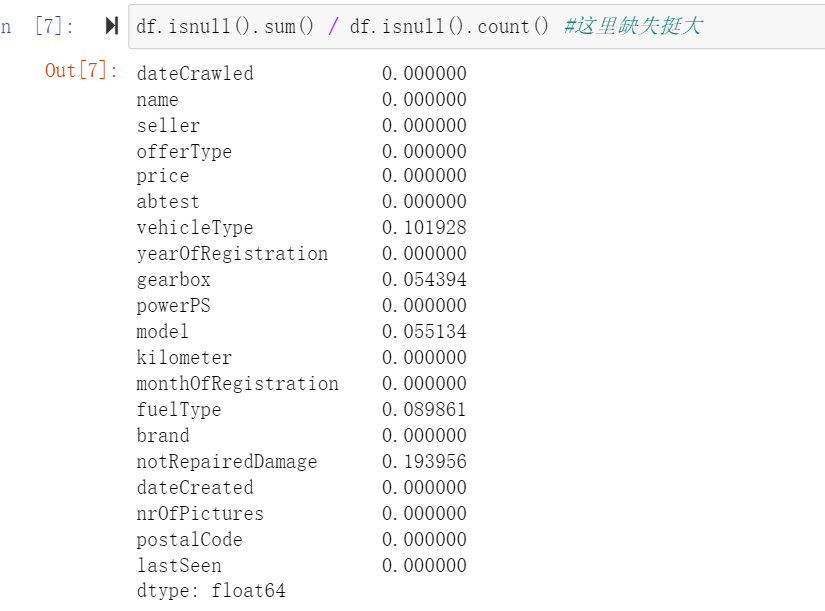 n [7]: df.isnull().sum() / df.isnull().count() #这里缺失挺大
Out[7]: dateCrawled 0.000000
name 0.000000
seller 0.000000
offerType 0.000000
price 0.000000
abtest 0.000000
vehicleType 0.101928
yearOfRegistration 0.000000
gearbox 0.054394
powerPS 0.000000
model 0.055134
kilometer 0.000000
monthOfRegistration 0.000000
fuelType 0.089861
brand 0.000000
notRepairedDamage 0.193956
dateCreated 0.000000
nrOfPictures 0.000000
postalCode 0.000000
lastSeen 0.000000
dtype: float64